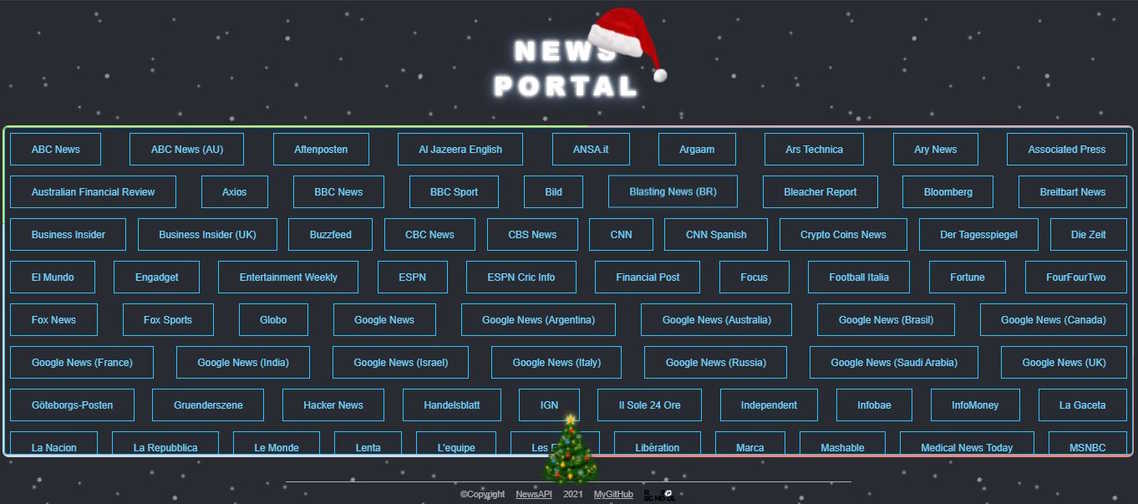 NEWS
PORTAL
ABC News ABC News (AU) Aftenposten Al Jazeera English ANSA.it Argaam Ars Technica Ary News Associated Press
Australian Financial Review Axios BBC News BBC Sport Bild Blasting News (BR) Bleacher Report Bloomberg Breitbart News
Business Insider Business Insider (UK) Buzzfeed CBC News CBS News CNN CNN Spanish Crypto Coins News Der Tagesspiegel Die Zeit
El Mundo Engadget Entertainment Weekly ESPN ESPN Cric Info Financial Post Focus Football Italia Fortune FourFourTwo
Fox News Fox Sports Globo Google News Google News (Argentina) Google News (Australia) Google News (Brasil) Google News (Canada)
Google News (France) Google News (India) Google News (Israel) Google News (Italy) Google News (Russia) Google News (Saudi Arabia) Google News (UK)
Göteborgs-Posten Gruenderszene Hacker News Handelsblatt IGN Il Sole 24 Ore Independent Infobae InfoMoney La Gaceta
La Nacion La Repubblica Le Monde Lenta L'equipe Les Libération Marca Mashable Medical News Today MSNBC
©Copyright NewsAPI 2021 MyGitHub